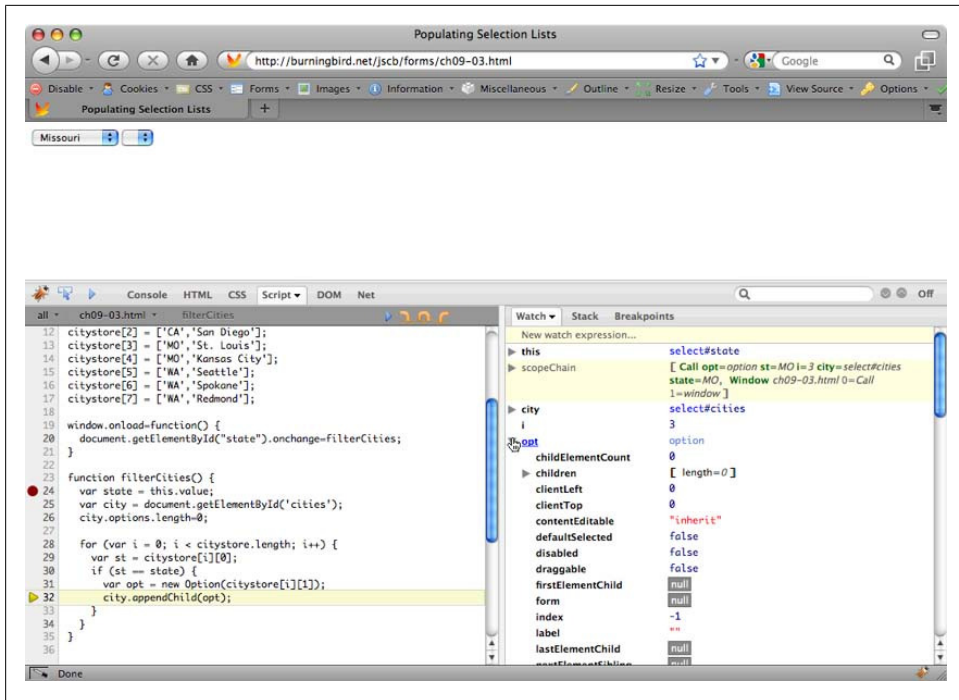 Populating Selection Lists
http://burningbird.net/jscb/forms/ch09-03.html
Google
Disable Cookies CSS Forms Images Information Miscellaneous Outline Resize Tools View Source Options
Populating Selection Lists +
Missouri
Console HTML CSS Script DOM Net Off
all ch09-03.html filterCities
12 citystore[2] = ['CA','San Diego'];
13 citystore[3] = ['MO','St. Louis'];
14 citystore[4] = ['MO','Kansas City'];
15 citystore[5] = ['WA','Seattle'];
16 citystore[6] = ['WA','Spokane'];
17 citystore[7] = ['WA','Redmond'];
18
19 window.onload=function() {
20 document.getElementById("state").onchange=filterCities;
21 }
22
23 function filterCities() {
24 var state = this.value;
25 var city = document.getElementById('cities');
26 city.options.length=0;
27
28 for (var i = 0; i < citystore.length; i++) {
29 var st = citystore[i][0];
30 if (st == state) {
31 var opt = new Option(citystore[i][1]);
32 city.appendChild(opt);
33 }
34 }
35 }
36
Watch Stack Breakpoints
New watch expression...
this select#state
scopeChain [ Call opt=option st=MO i=3 city=select#cities
state=MO, Window ch09-03.html 0=Call
1=window ]
city select#cities
i 3
opt option
childElementCount 0
children [ length=0 ]
clientLeft 0
clientTop 0
contentEditable "inherit"
defaultSelected false
disabled false
draggable false
firstElementChild null
form null
index -1
label ""
lastElementChild null
nextElementSibling null
Done